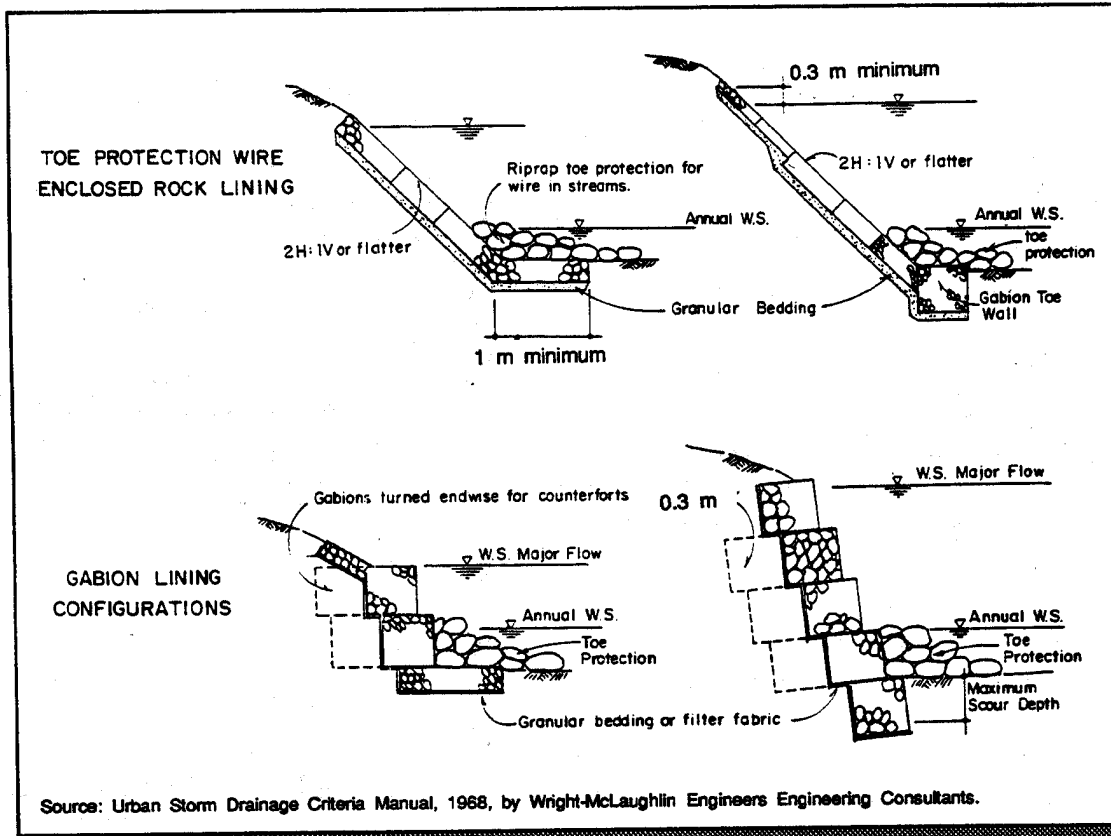 0.3 m minimum
TOE PROTECTION WIRE
ENCLOSED ROCK LINING
Riprap toe protection for
wire in streams.
2H:1V or flatter
Annual W.S.
2H:1V or flatter
Annual W.S.
toe
protection
Granular Bedding
Gabion Toe
Wall
1 m minimum
Gabions turned endwise for counterforts
W.S. Major Flow
0.3 m
W.S. Major Flow
GABION LINING
CONFIGURATIONS
Annual W.S.
Toe
Protection
Annual W.S.
Toe
Protection
Maximum
Scour Depth
Granular bedding or filter fabric
Source: Urban Storm Drainage Criteria Manual, 1968, by Wright-McLaughlin Engineers Engineering Consultants.